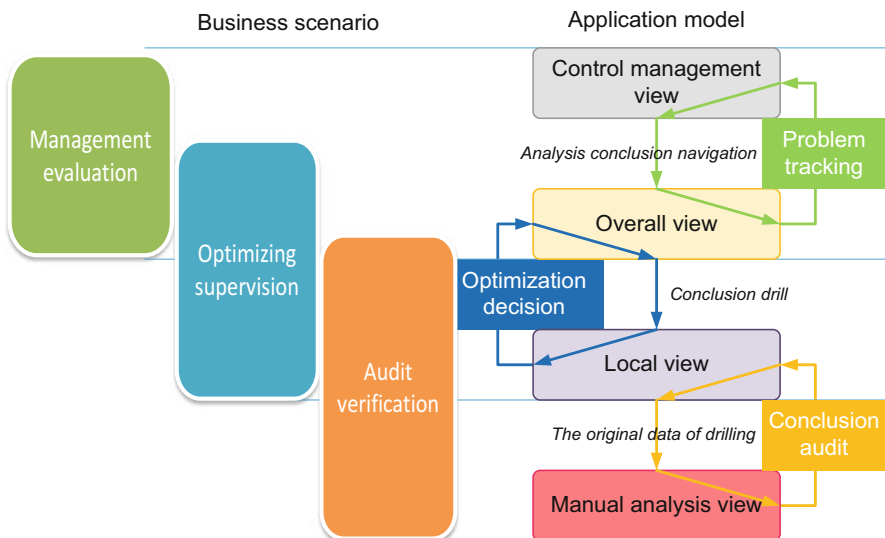 Business scenario
Application model
Management
evaluation
Optimizing
supervision
Audit
verification
Control management
view
Analysis conclusion navigation
Problem
tracking
Overall view
Optimization
decision
Conclusion drill
Local view
The original data of drilling
Conclusion
audit
Manual analysis view